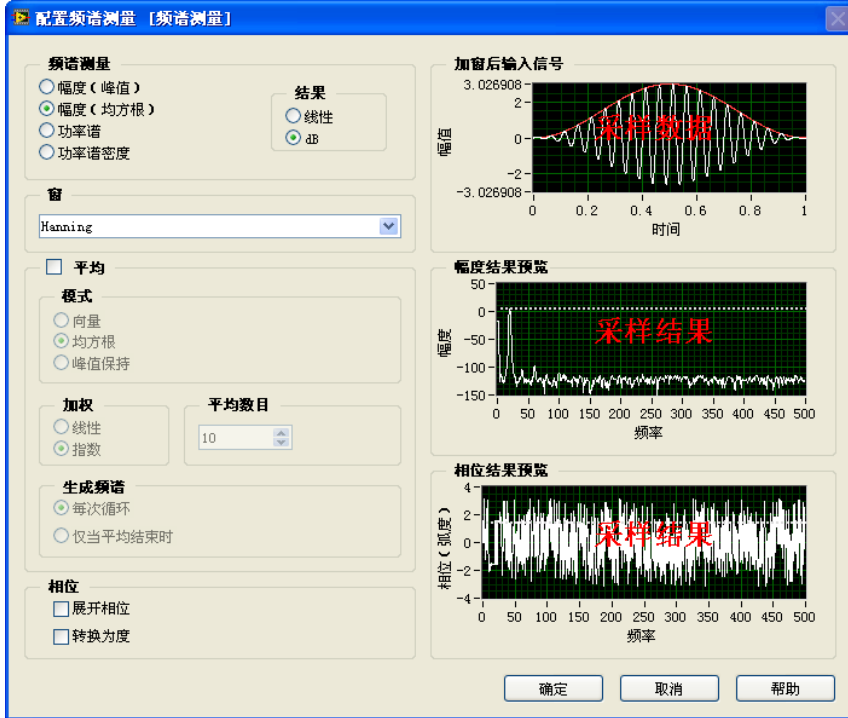 配置频谱测量 [频谱测量]
频谱测量
幅度(峰值)
幅度(均方根)
功率谱
功率谱密度
结果
线性
dB
窗
Hanning
平均
模式
向量
均方根
峰值保持
加权
线性
指数
平均数目
10
生成频谱
每次循环
仅当平均结束时
相位
展开相位
转换为度
加窗后输入信号
3.026908
2
0
-2
-3.026908
幅值
采样数据
0 0.2 0.4 0.6 0.8 1
时间
幅度结果预览
50
0
-50
-100
-150
幅度
采样结果
0 50 100 150 200 250 300 350 400 450 500
频率
相位结果预览
4
2
0
-2
-4
相位(弧度)
采样结果
0 50 100 150 200 250 300 350 400 450 500
频率
确定 取消 帮助